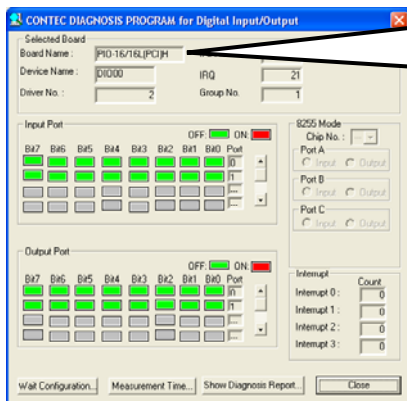 CONTEC DIAGNOSIS PROGRAM for Digital Input/Output
Selected Board
Board Name : PIO-16/16L(PCI)H
Device Name : DIO00 IRQ 21
Driver No. : 2 Group No. 1
Input Port
OFF: ON:
Bit7 Bit6 Bit5 Bit4 Bit3 Bit2 Bit1 Bit0 Port
0
1
...
...
Output Port
OFF: ON:
Bit7 Bit6 Bit5 Bit4 Bit3 Bit2 Bit1 Bit0 Port
0
1
...
...
8255 Mode
Chip No. : --
Port A
Input Output
Port B
Input Output
Port C
Input Output
Interrupt
Count
Interrupt 0 : 0
Interrupt 1 : 0
Interrupt 2 : 0
Interrupt 3 : 0
Wait Configuration... Measurement Time... Show Diagnosis Report... Close